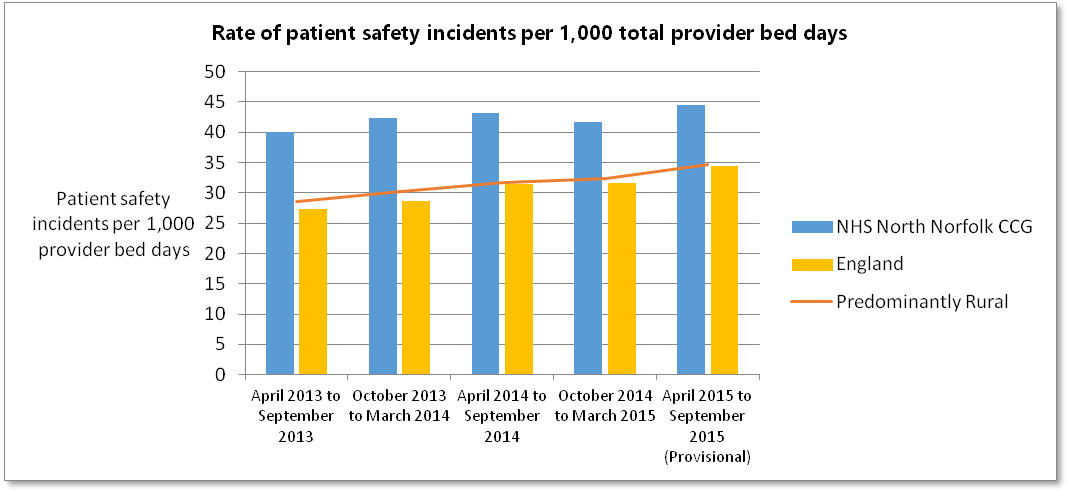 Rate of patient safety incidents per 1,000 total provider bed days
Patient safety
incidents per 1,000
provider bed days
50
45
40
35
30
25
20
15
10
5
0
April 2013 to
September
2013
October 2013
to March 2014
April 2014 to
September
2014
October 2014
to March 2015
April 2015 to
September
2015
(Provisional)
NHS North Norfolk CCG
England
Predominantly Rural